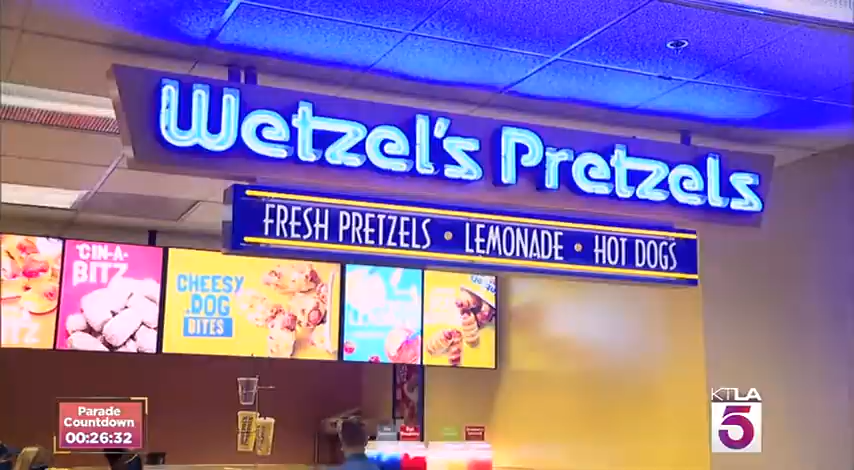 Wetzel's Pretzels
FRESH PRETZELS • LEMONADE • HOT DOGS
'CIN-A-
BITZ
CHEESY
DOG
BITES
Parade
Countdown
00:26:32
KTLA
5